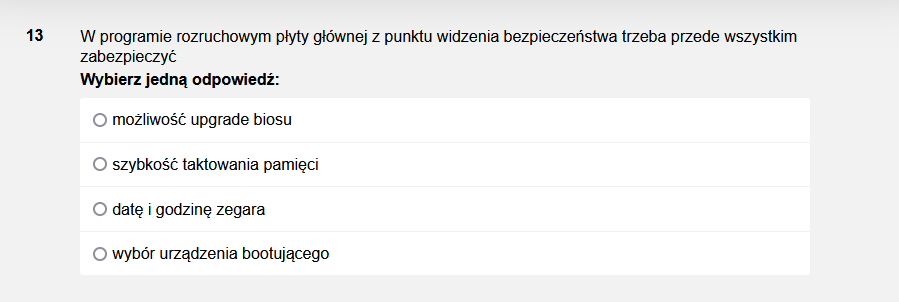 13
W programie rozruchowym płyty głównej z punktu widzenia bezpieczeństwa trzeba przede wszystkim
zabezpieczyć
Wybierz jedną odpowiedź:
możliwość upgrade biosu
szybkość taktowania pamięci
datę i godzinę zegara
wybór urządzenia bootującego